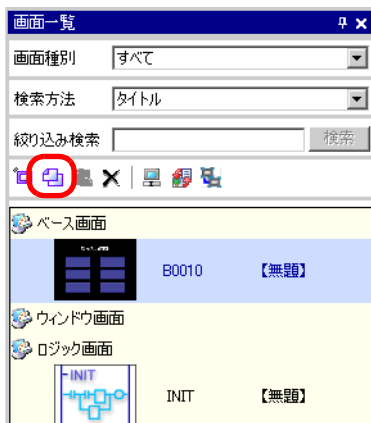 画面一覧
画面種別 すべて
検索方法 タイトル
絞り込み検索 検索
ベース画面
B0010 【無題】
ウィンドウ画面
ロジック画面
INIT
INIT 【無題】